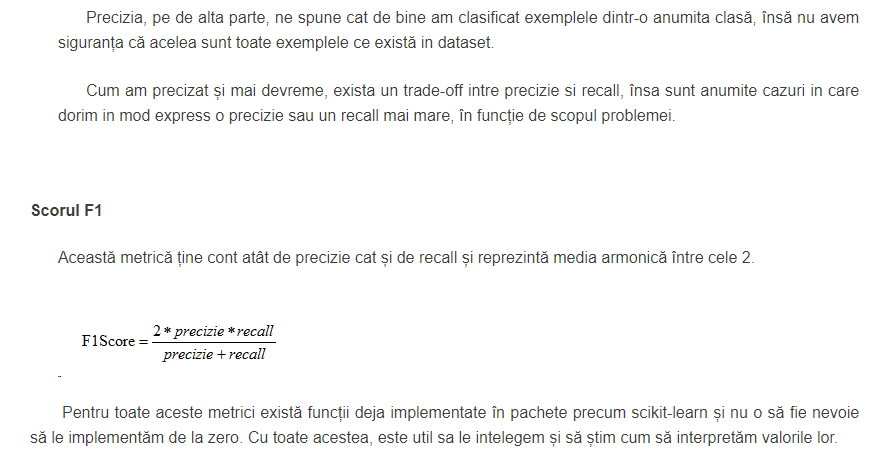 Precizia, pe de alta parte, ne spune cat de bine am clasificat exemplele dintr-o anumita clasă, însă nu avem
siguranța că acelea sunt toate exemplele ce există in dataset.
Cum am precizat și mai devreme, exista un trade-off intre precizie si recall, însa sunt anumite cazuri in care
dorim in mod express o precizie sau un recall mai mare, în funcție de scopul problemei.
Scorul F1
Această metrică ține cont atât de precizie cat și de recall și reprezintă media armonică între cele 2.
F1Score = 2 * precizie * recall / precizie + recall
Pentru toate aceste metrici există funcții deja implementate în pachete precum scikit-learn și nu o să fie nevoie
să le implementăm de la zero. Cu toate acestea, este util sa le intelegem și să știm cum să interpretăm valorile lor.